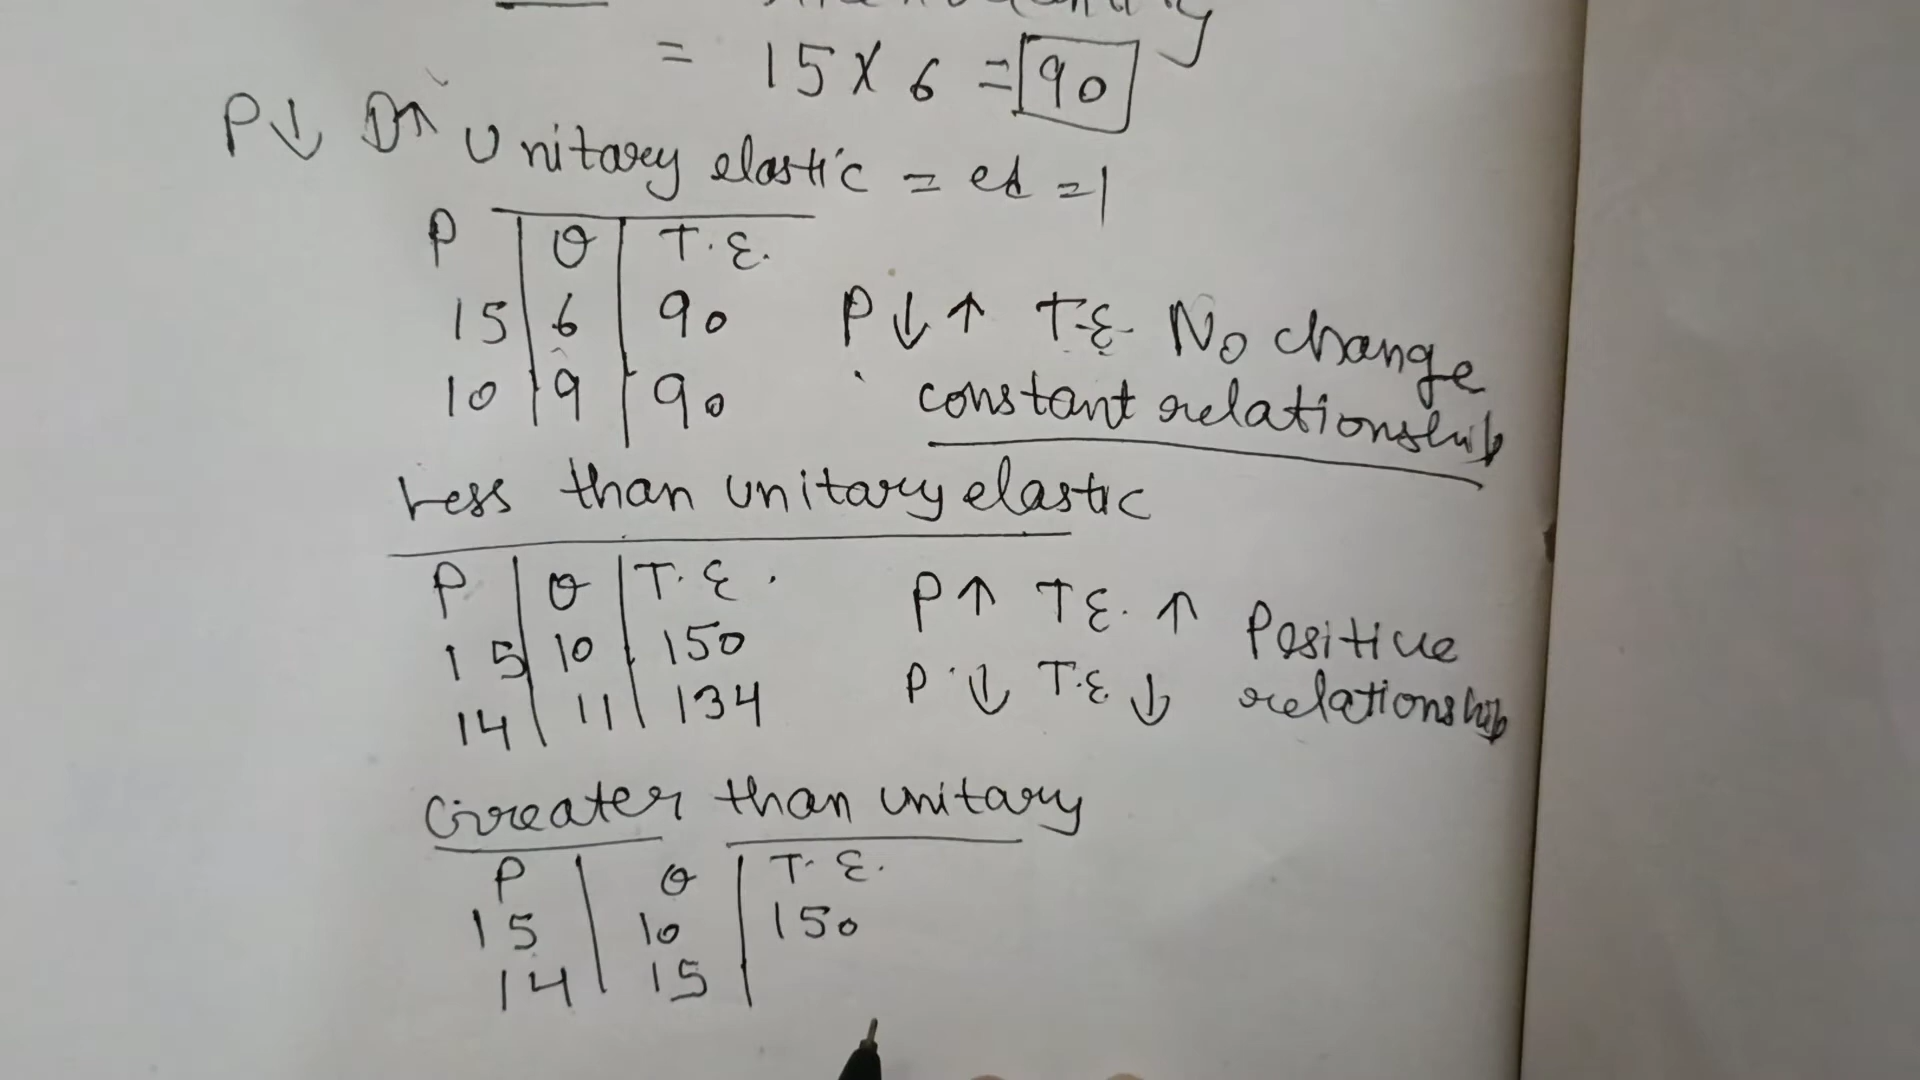 = 15 X 6 = 90
P↓ D↑ Unitary elastic = ed = 1
P Q T.E.
15 6 90
10 9 90
P↓↑ T.E. No change
constant relationship
Less than unitary elastic
P Q T.E.
15 10 150
14 11 134
P↑ T.E. ↑ Positive
P↓ T.E ↓ relationship
Greater than unitary
P Q T.E.
15 10 150
14 15